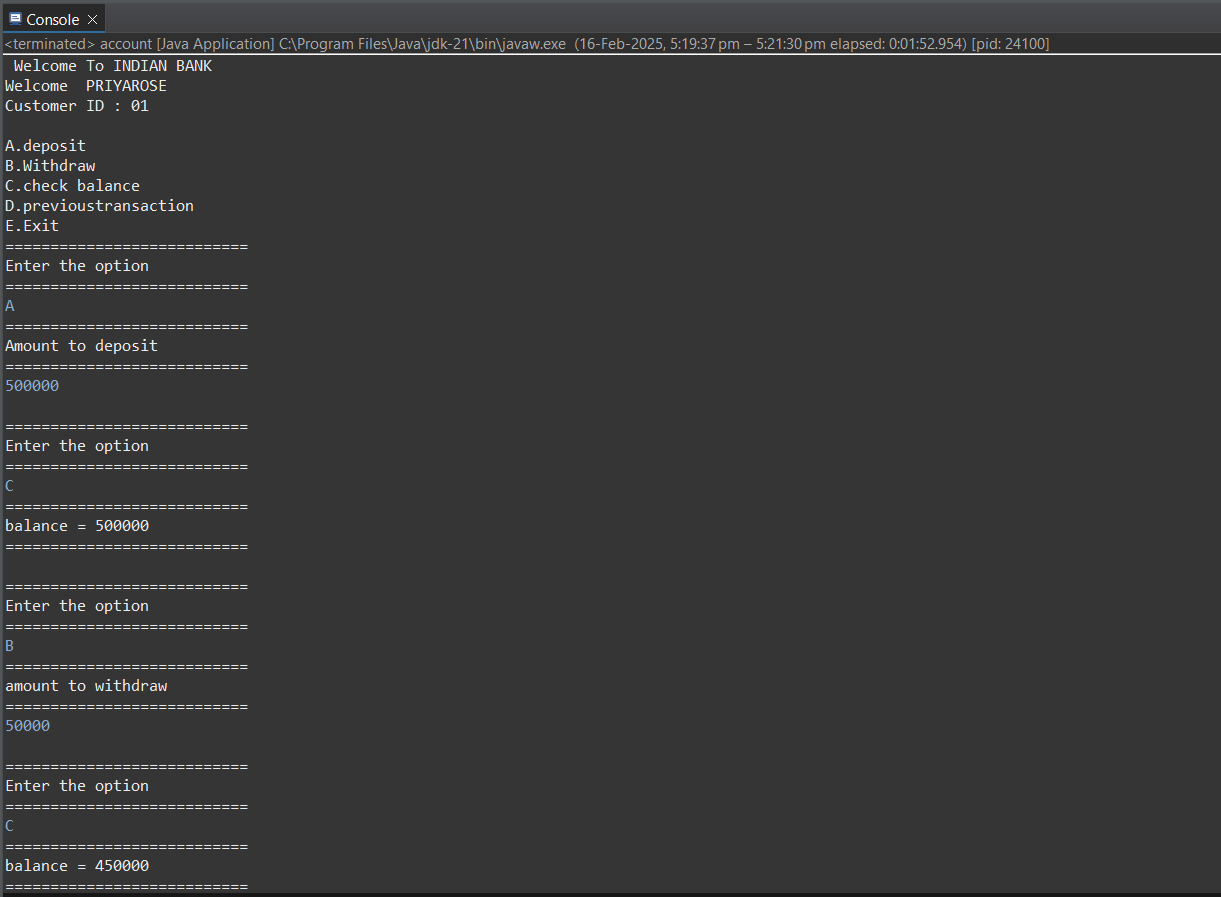 Console
<terminated> account [Java Application] C:\Program Files\Java\jdk-21\bin\javaw.exe (16-Feb-2025, 5:19:37 pm – 5:21:30 pm elapsed: 0:01:52.954) [pid: 24100]
 Welcome To INDIAN BANK
Welcome  PRIYAROSE
Customer ID : 01

A.deposit
B.Withdraw
C.check balance
D.previoustransaction
E.Exit
===========================
Enter the option
===========================
A
===========================
Amount to deposit
===========================
500000

===========================
Enter the option
===========================
C
===========================
balance = 500000
===========================

===========================
Enter the option
===========================
B
===========================
amount to withdraw
===========================
50000

===========================
Enter the option
===========================
C
===========================
balance = 450000
===========================